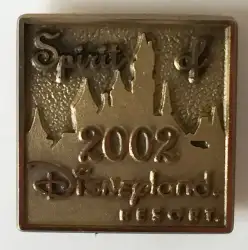 Spirit of
2002
Disneyland
RESORT.